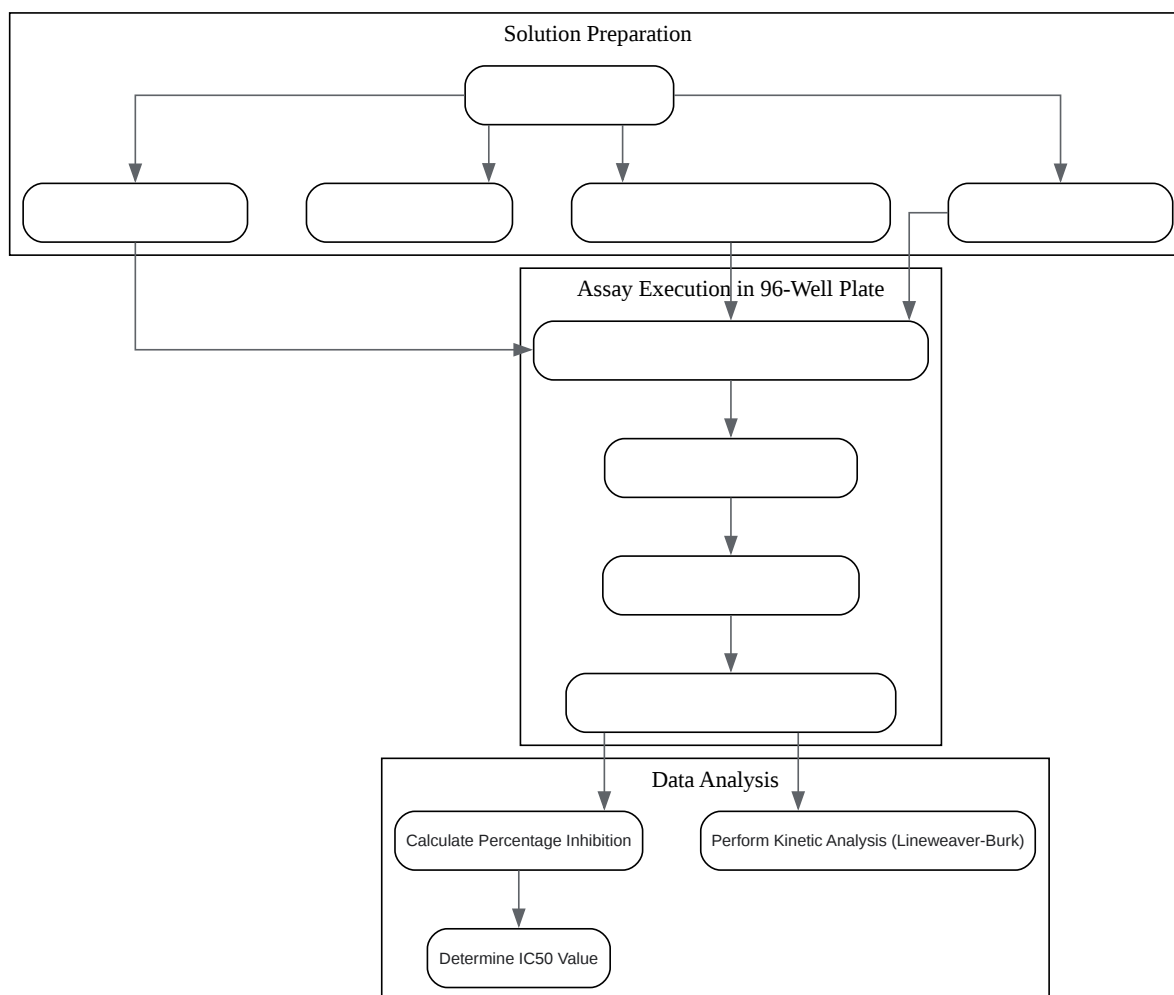 Solution Preparation
Assay Execution in 96-Well Plate
Data Analysis
Calculate Percentage Inhibition
Perform Kinetic Analysis (Lineweaver-Burk)
Determine IC50 Value